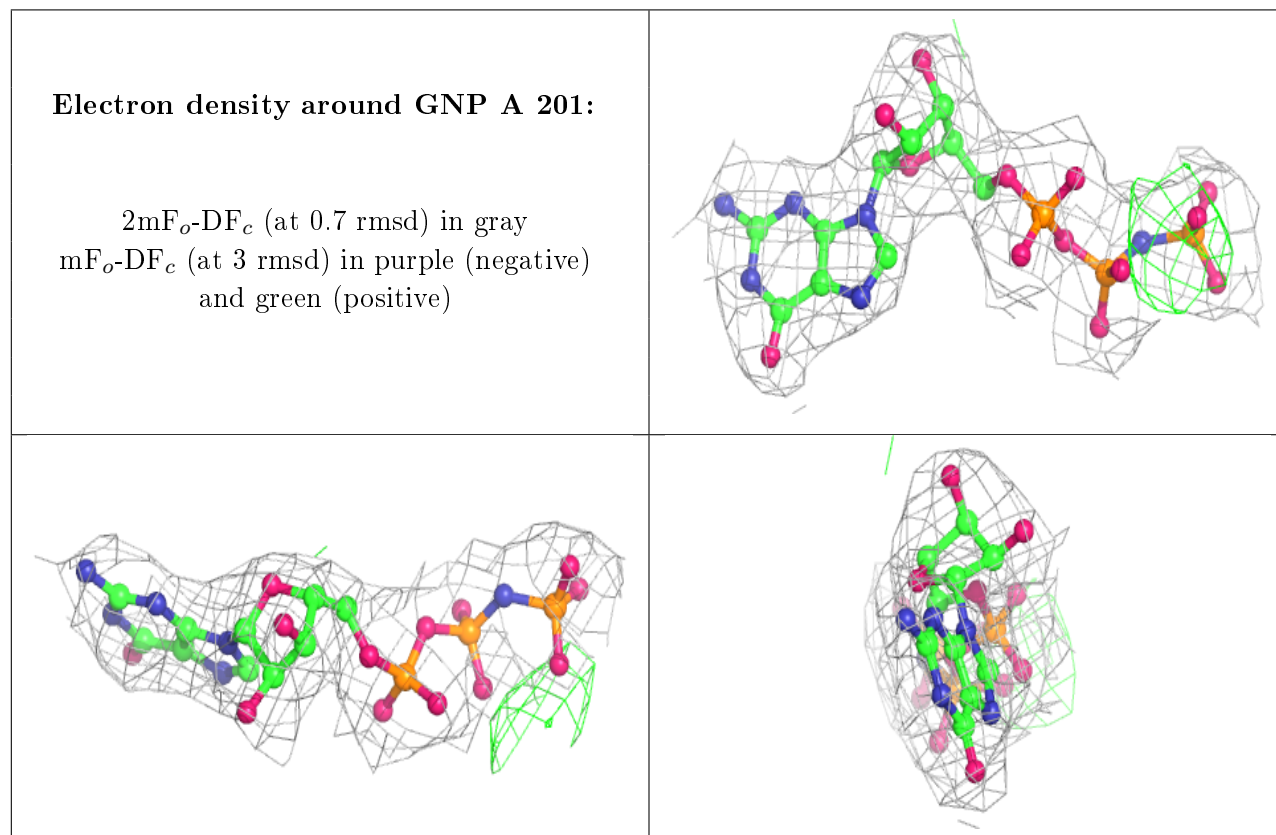 Electron density around GNP A 201:
2mFₒ-DF𝑐 (at 0.7 rmsd) in gray
mFₒ-DF𝑐 (at 3 rmsd) in purple (negative)
and green (positive)